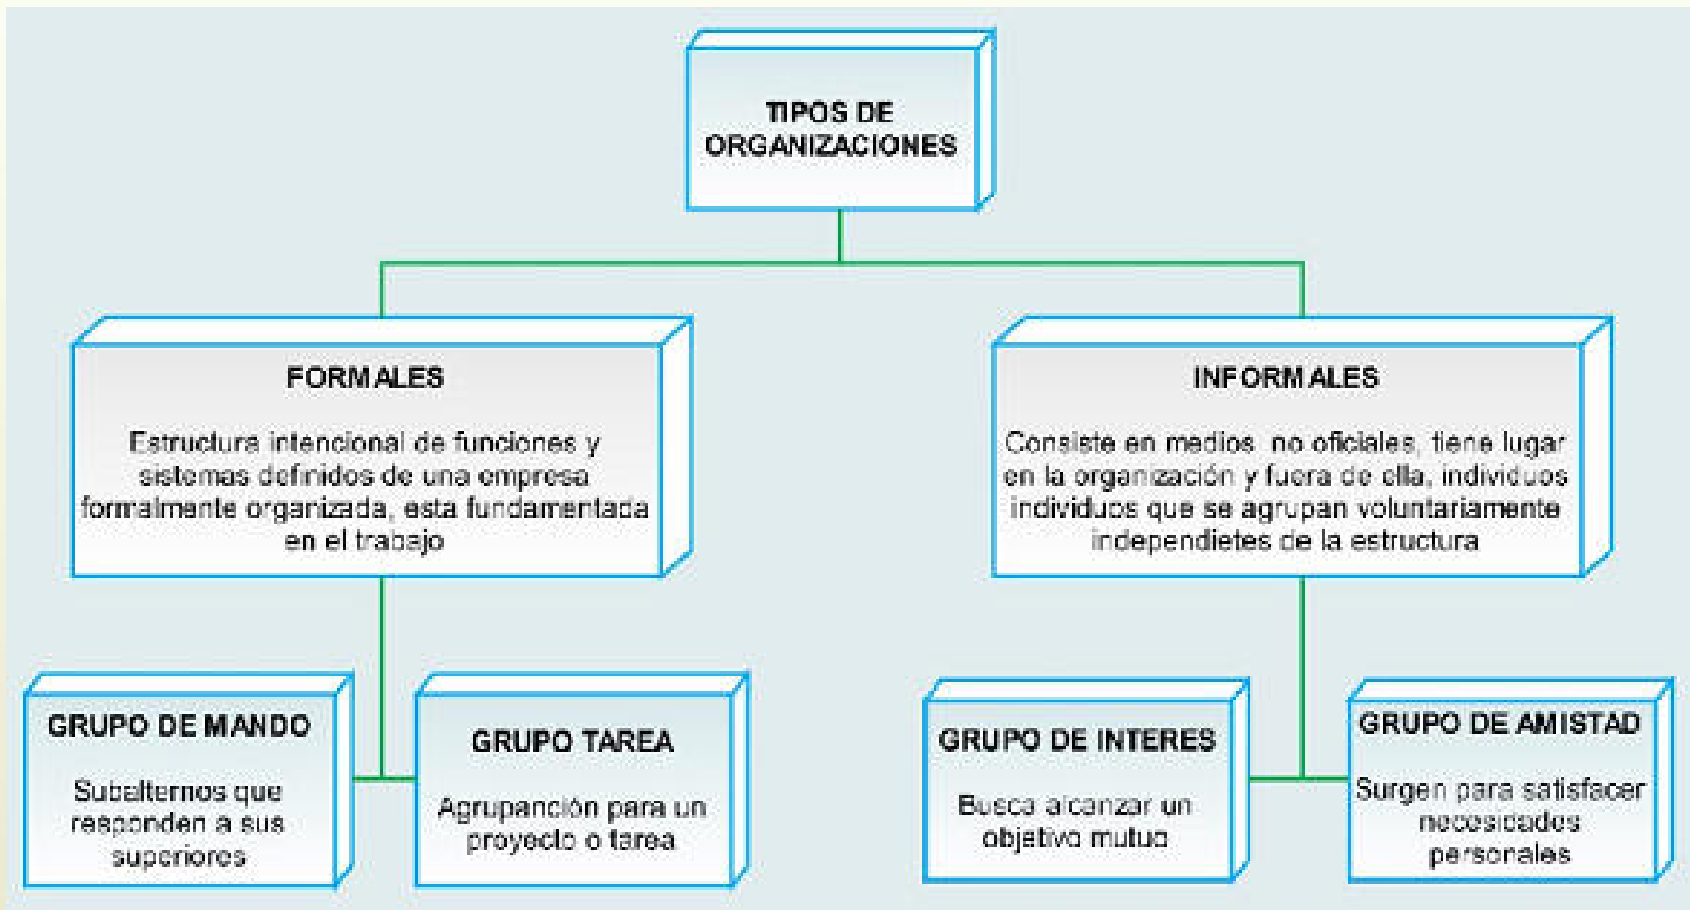 TIPOS DE
ORGANIZACIONES
FORMALES
Estructura intencional de funciones y
sistemas definidos de una empresa
formalmente organizada, esta fundamentada
en el trabajo
INFORMALES
Consiste en medios no oficiales, tiene lugar
en la organización y fuera de ella, individuos
individuos que se agrupan voluntariamente
independietes de la estructura
GRUPO DE MANDO
Subalternos que
responden a sus
superiores
GRUPO TAREA
Agrupanción para un
proyecto o tarea
GRUPO DE INTERES
Busca alcanzar un
objetivo mutuo
GRUPO DE AMISTAD
Surgen para satisfacer
necesidades
personales